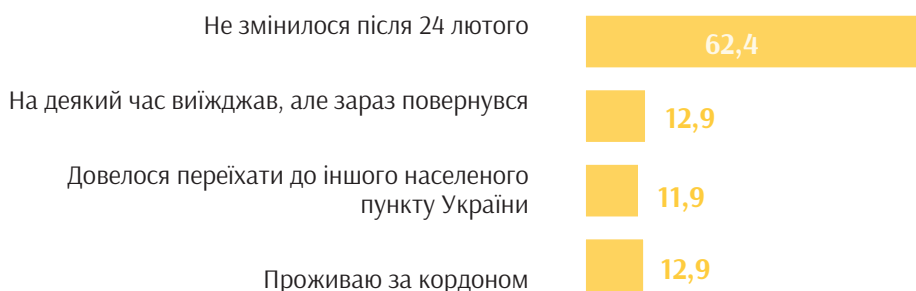 Не змінилося після 24 лютого
62,4
На деякий час виїжджав, але зараз повернувся
12,9
Довелося переїхати до іншого населеного
пункту України
11,9
Проживаю за кордоном
12,9